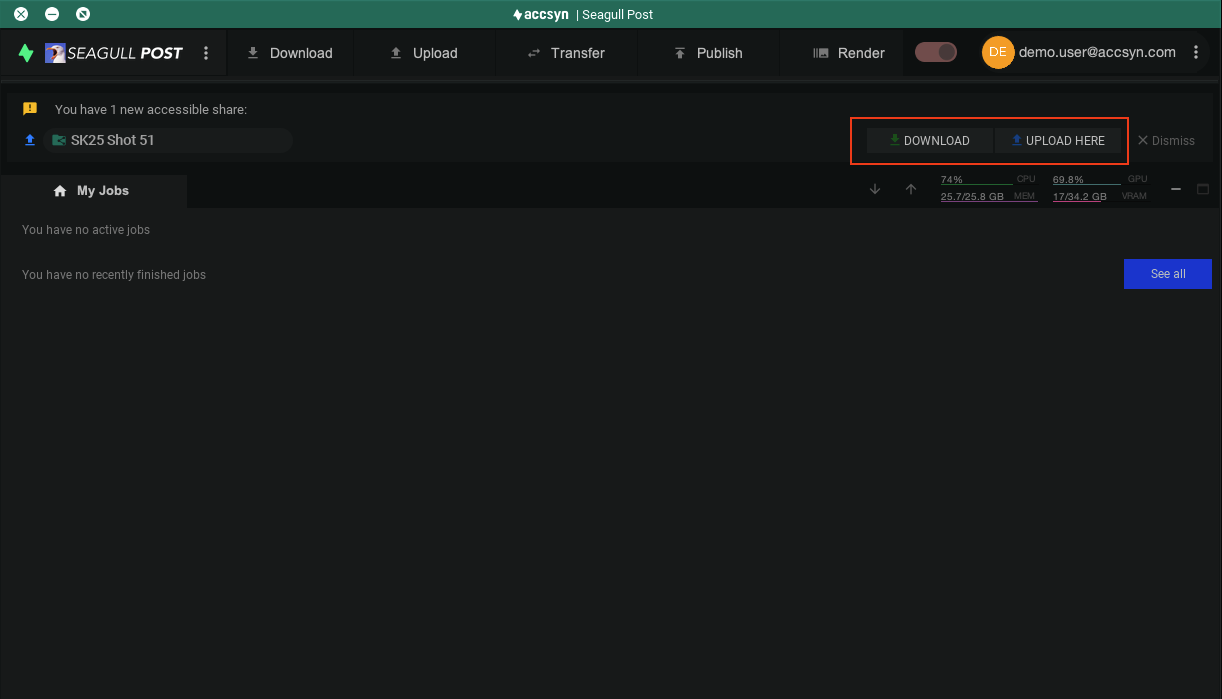 accsyn | Seagull Post
SEAGULL POST
Download
Upload
Transfer
Publish
Render
DE demo.user@accsyn.com
You have 1 new accessible share:
SK25 Shot 51
DOWNLOAD
UPLOAD HERE
Dismiss
My Jobs
74% CPU 69.8% GPU
25.7/25.8 GB MEM 17/34.2 GB VRAM
You have no active jobs
You have no recently finished jobs
See all